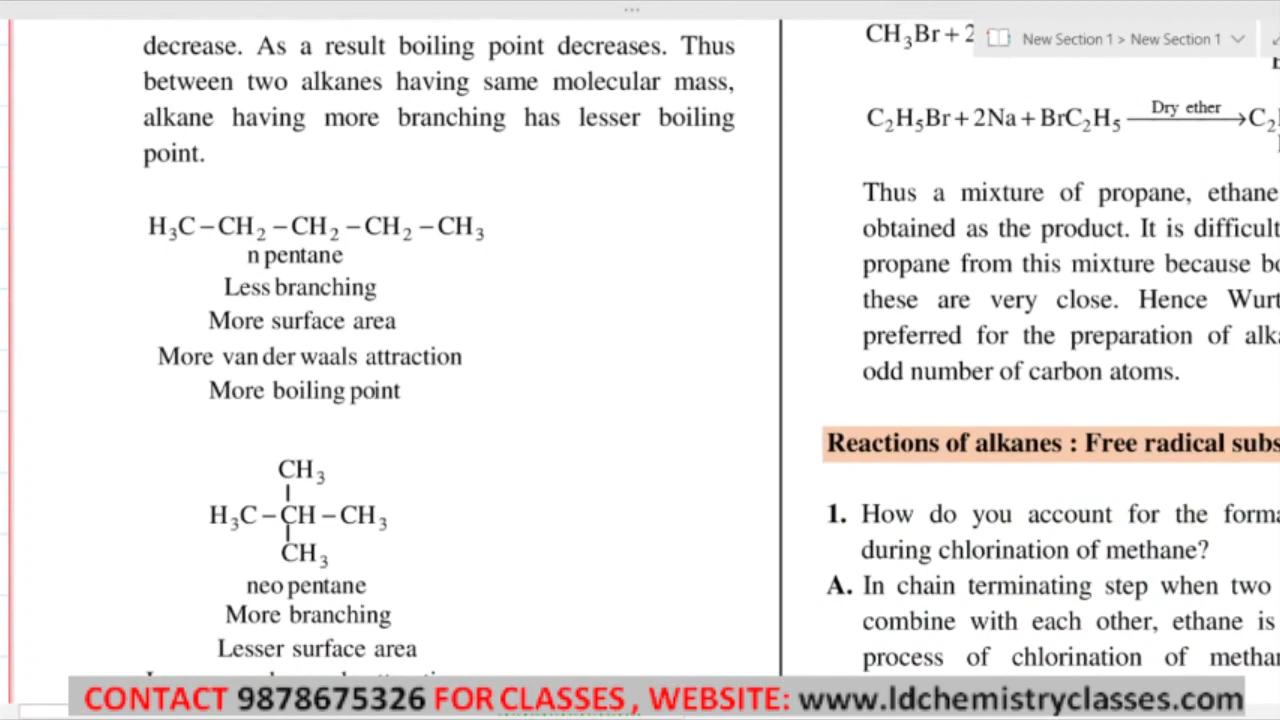 decrease. As a result boiling point decreases. Thus
between two alkanes having same molecular mass,
alkane having more branching has lesser boiling
point.
H₃C–CH₂–CH₂–CH₂–CH₃
n pentane
Less branching
More surface area
More van der waals attraction
More boiling point
CH₃
H₃C–CH–CH₃
CH₃
neo pentane
More branching
Lesser surface area
CH₃Br+2
New Section 1 > New Section 1
C₂H₅Br+2Na+BrC₂H₅ Dry ether → C₂
Thus a mixture of propane, ethane
obtained as the product. It is difficult
propane from this mixture because
these are very close. Hence Wurt
preferred for the preparation of alka
odd number of carbon atoms.
Reactions of alkanes : Free radical subs
1. How do you account for the forma
during chlorination of methane?
A. In chain terminating step when two
combine with each other, ethane is
process of chlorination of metha
CONTACT 9878675326 FOR CLASSES , WEBSITE: www.ldchemistryclasses.com